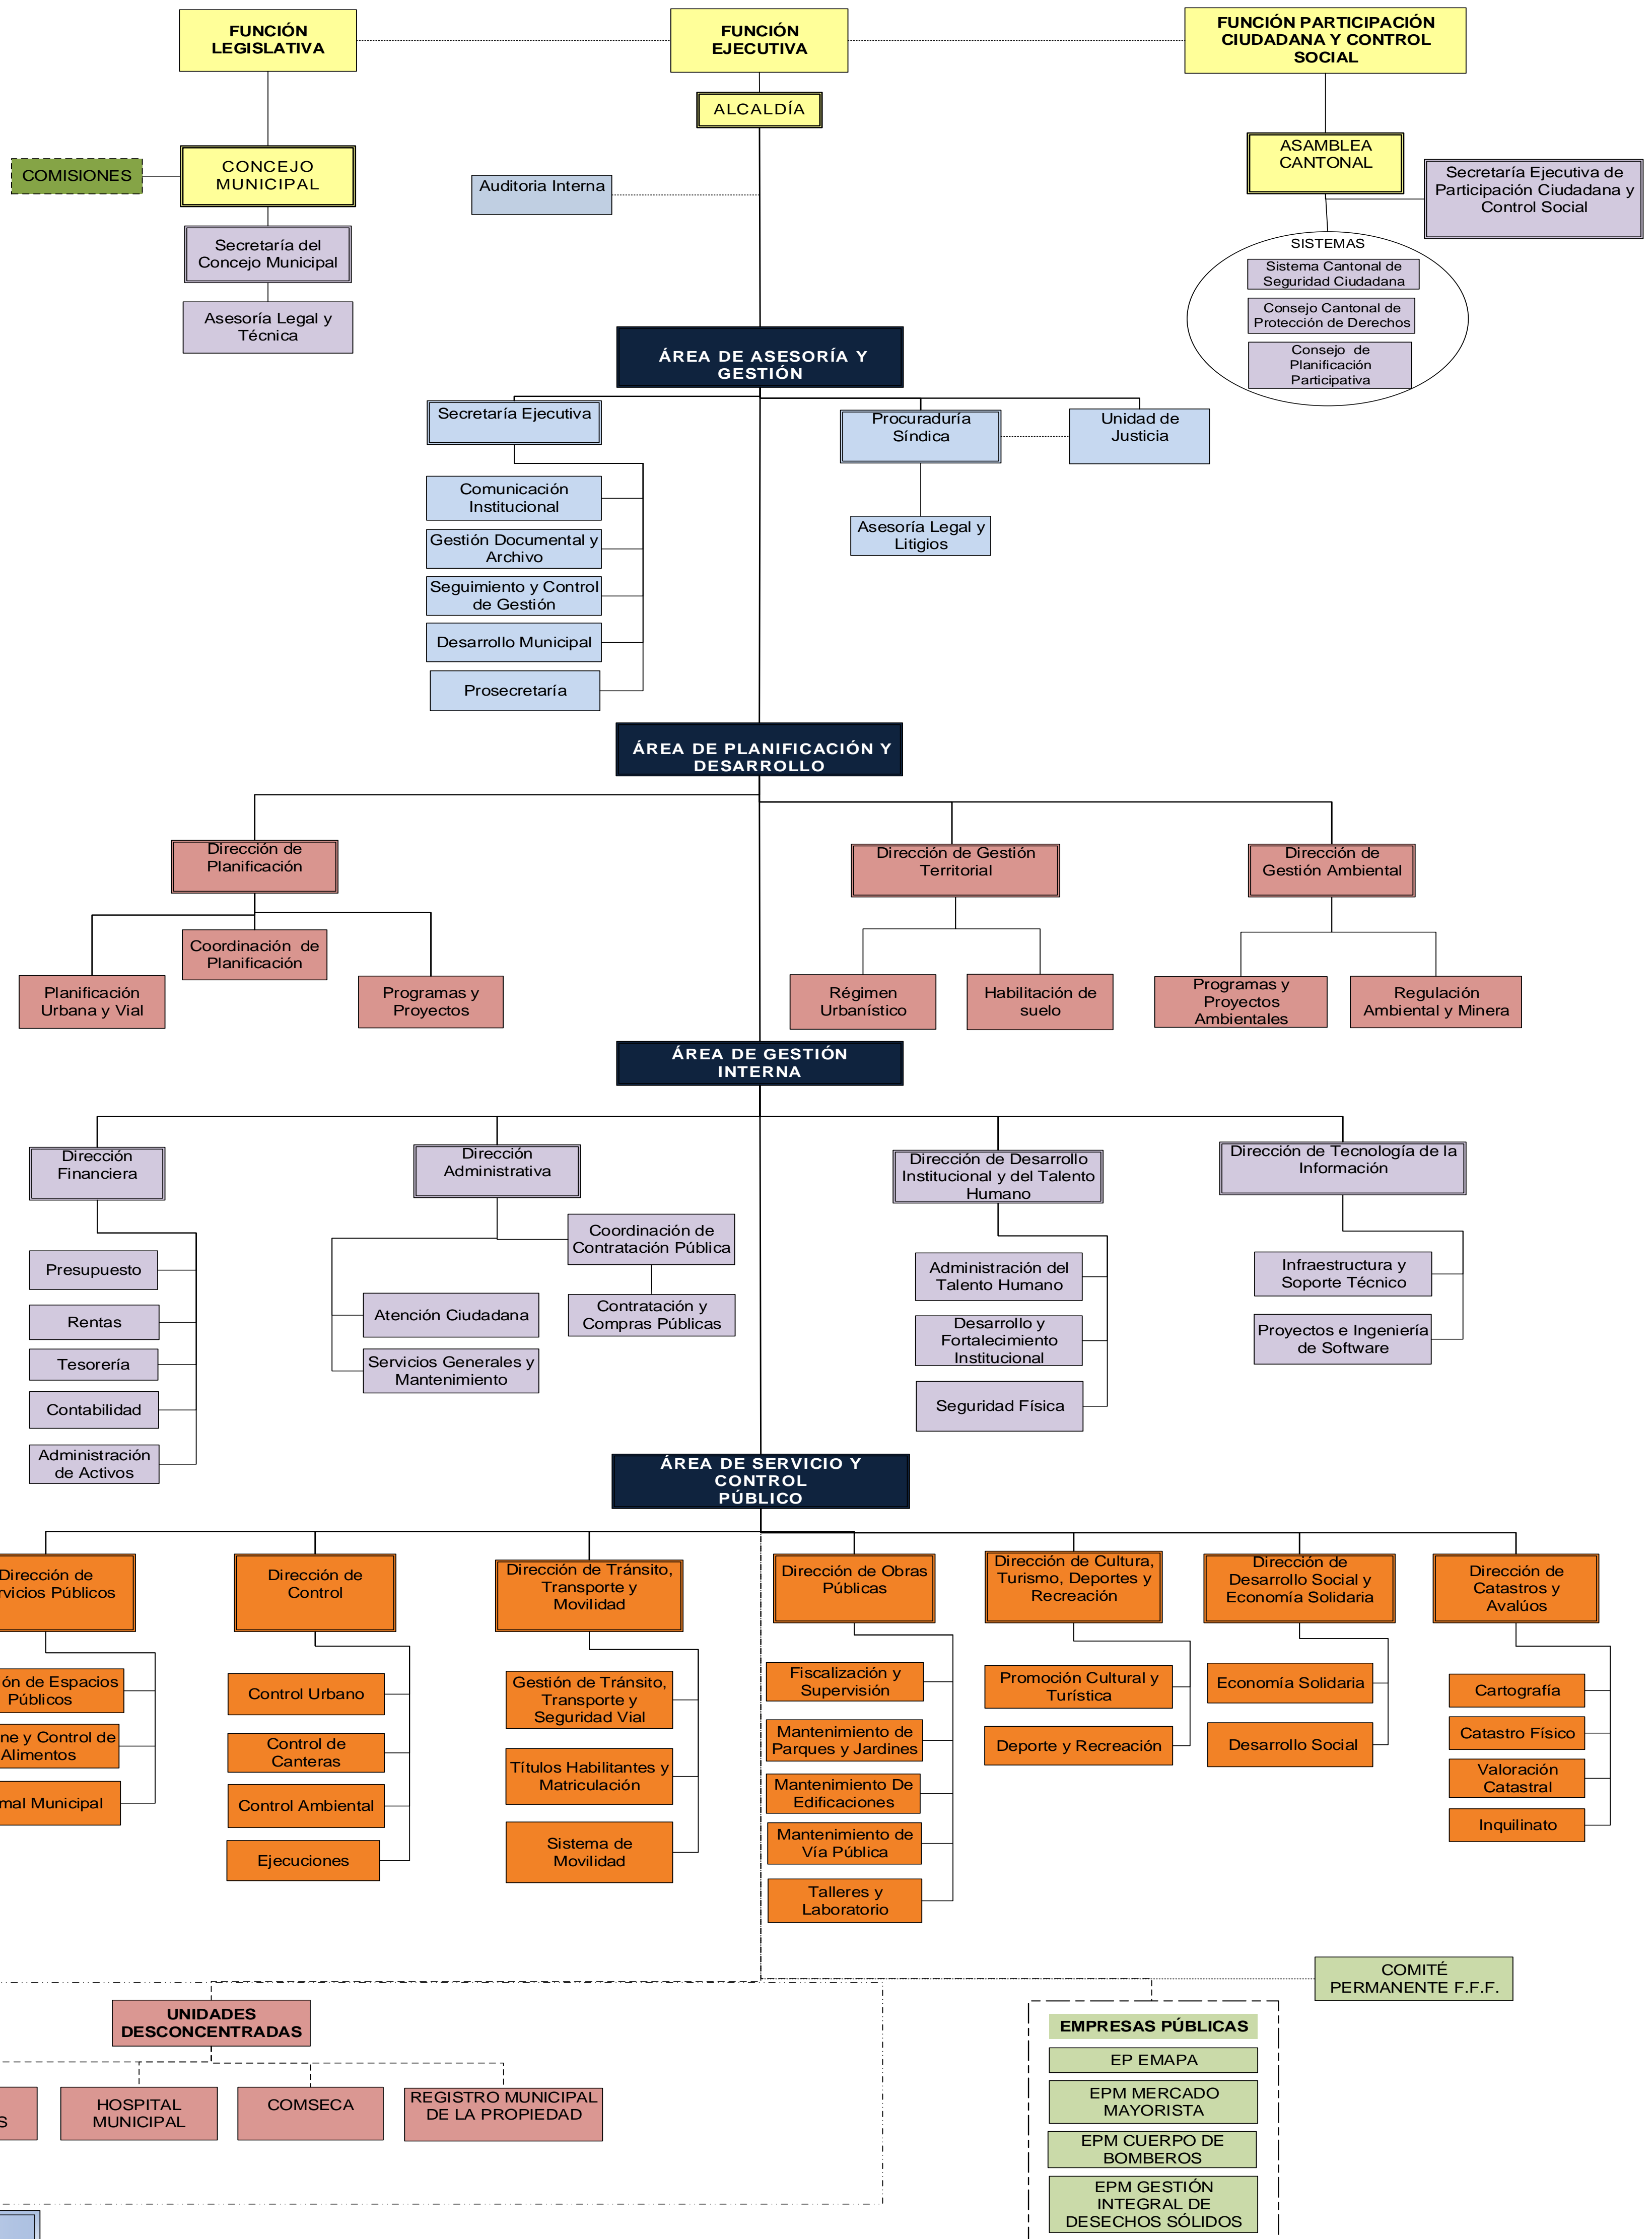 FUNCIÓN
LEGISLATIVA
FUNCIÓN
EJECUTIVA
FUNCIÓN PARTICIPACIÓN
CIUDADANA Y CONTROL
SOCIAL
ALCALDÍA
COMISIONES
CONCEJO
MUNICIPAL
Auditoria Interna
ASAMBLEA
CANTONAL
Secretaría Ejecutiva de
Participación Ciudadana y
Control Social
Secretaría del
Concejo Municipal
Asesoría Legal y
Técnica
SISTEMAS
Sistema Cantonal de
Seguridad Ciudadana
Consejo Cantonal de
Protección de Derechos
Consejo de
Planificación
Participativa
ÁREA DE ASESORÍA Y
GESTIÓN
Secretaría Ejecutiva
Procuraduría
Síndica
Unidad de
Justicia
Comunicación
Institucional
Gestión Documental y
Archivo
Seguimiento y Control
de Gestión
Desarrollo Municipal
Prosecretaría
Asesoría Legal y
Litigios
ÁREA DE PLANIFICACIÓN Y
DESARROLLO
Dirección de
Planificación
Dirección de Gestión
Territorial
Dirección de
Gestión Ambiental
Planificación
Urbana y Vial
Coordinación de
Planificación
Programas y
Proyectos
Régimen
Urbanístico
Habilitación de
suelo
Programas y
Proyectos
Ambientales
Regulación
Ambiental y Minera
ÁREA DE GESTIÓN
INTERNA
Dirección
Financiera
Dirección
Administrativa
Dirección de Desarrollo
Institucional y del Talento
Humano
Dirección de Tecnología de la
Información
Presupuesto
Rentas
Tesorería
Contabilidad
Administración
de Activos
Coordinación de
Contratación Pública
Atención Ciudadana
Contratación y
Compras Públicas
Servicios Generales y
Mantenimiento
Administración del
Talento Humano
Desarrollo y
Fortalecimiento
Institucional
Seguridad Física
Infraestructura y
Soporte Técnico
Proyectos e Ingeniería
de Software
ÁREA DE SERVICIO Y
CONTROL
PÚBLICO
Dirección de
rvicios Públicos
Dirección de
Control
Dirección de Tránsito,
Transporte y
Movilidad
Dirección de Obras
Públicas
Dirección de Cultura,
Turismo, Deportes y
Recreación
Dirección de
Desarrollo Social y
Economía Solidaria
Dirección de
Catastros y
Avalúos
ón de Espacios
Públicos
ne y Control de
Alimentos
mal Municipal
Control Urbano
Control de
Canteras
Control Ambiental
Ejecuciones
Gestión de Tránsito,
Transporte y
Seguridad Vial
Títulos Habilitantes y
Matriculación
Sistema de
Movilidad
Fiscalización y
Supervisión
Mantenimiento de
Parques y Jardines
Mantenimiento De
Edificaciones
Mantenimiento de
Vía Pública
Talleres y
Laboratorio
Promoción Cultural y
Turística
Deporte y Recreación
Economía Solidaria
Desarrollo Social
Cartografía
Catastro Físico
Valoración
Catastral
Inquilinato
COMITÉ
PERMANENTE F.F.F.
UNIDADES
DESCONCENTRADAS
S
HOSPITAL
MUNICIPAL
COMSECA
REGISTRO MUNICIPAL
DE LA PROPIEDAD
EMPRESAS PÚBLICAS
EP EMAPA
EPM MERCADO
MAYORISTA
EPM CUERPO DE
BOMBEROS
EPM GESTIÓN
INTEGRAL DE
DESECHOS SÓLIDOS